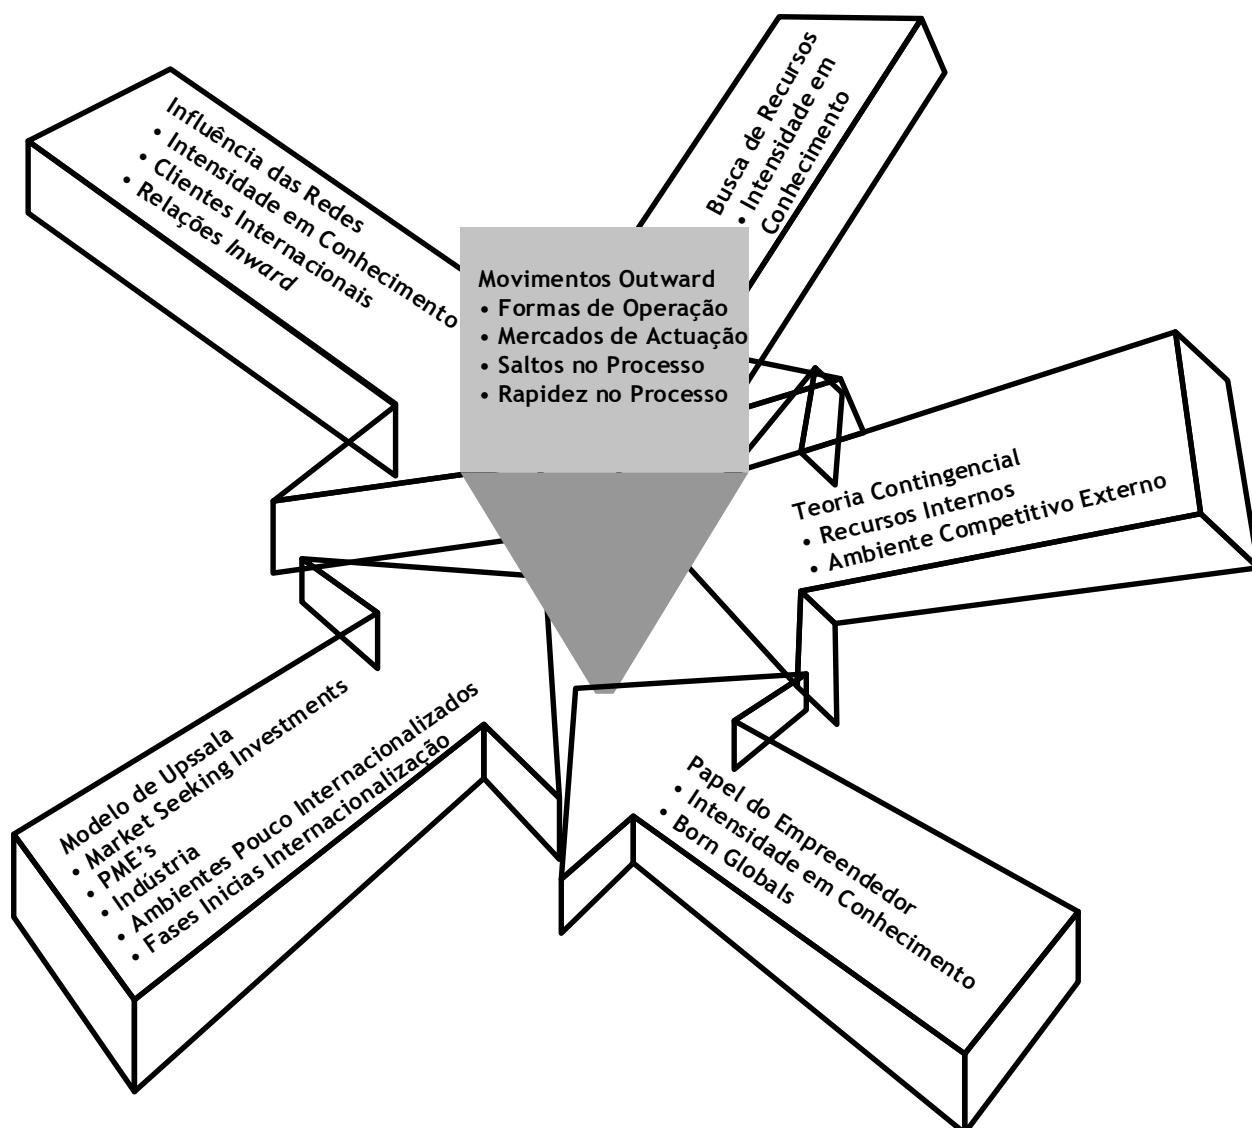 Influência das Redes
• Intensidade em Conhecimento
• Clientes Internacionais
• Relações Inward
Busca de Recursos
• Intensidade em
Conhecimento
Movimentos Outward
• Formas de Operação
• Mercados de Actuação
• Saltos no Processo
• Rapidez no Processo
Teoria Contingencial
• Recursos Internos
• Ambiente Competitivo Externo
Modelo de Upssala
• Market Seeking Investments
• PME’s
• Indústria
• Ambientes Pouco Internacionalizados
• Fases Inicias Internacionalização
Papel do Empreendedor
• Intensidade em Conhecimento
• Born Globals